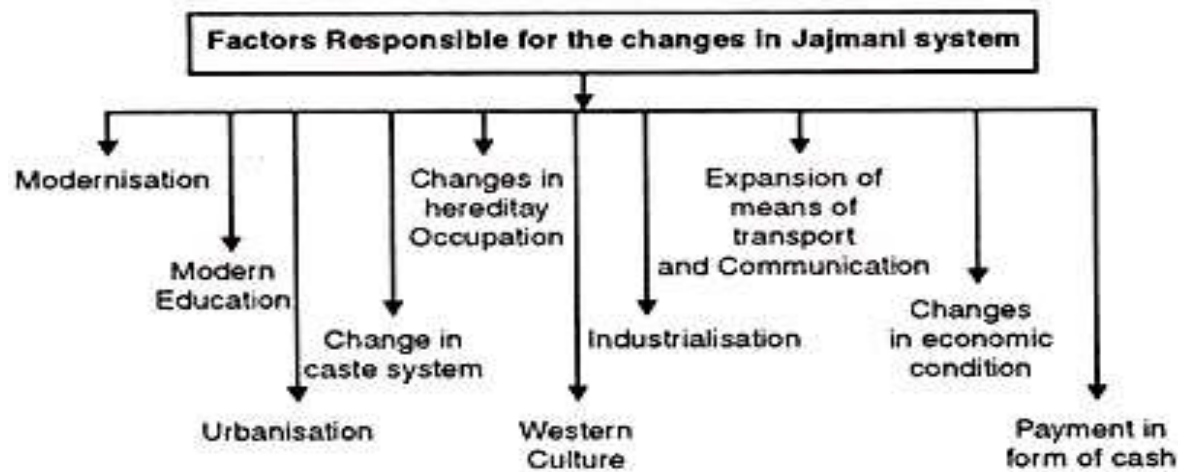 Factors Responsible for the changes in Jajmani system
Modernisation
Modern
Education
Urbanisation
Change in
caste system
Changes in
hereditay
Occupation
Western
Culture
Industrialisation
Expansion of
means of
transport
and Communication
Changes
in economic
condition
Payment in
form of cash